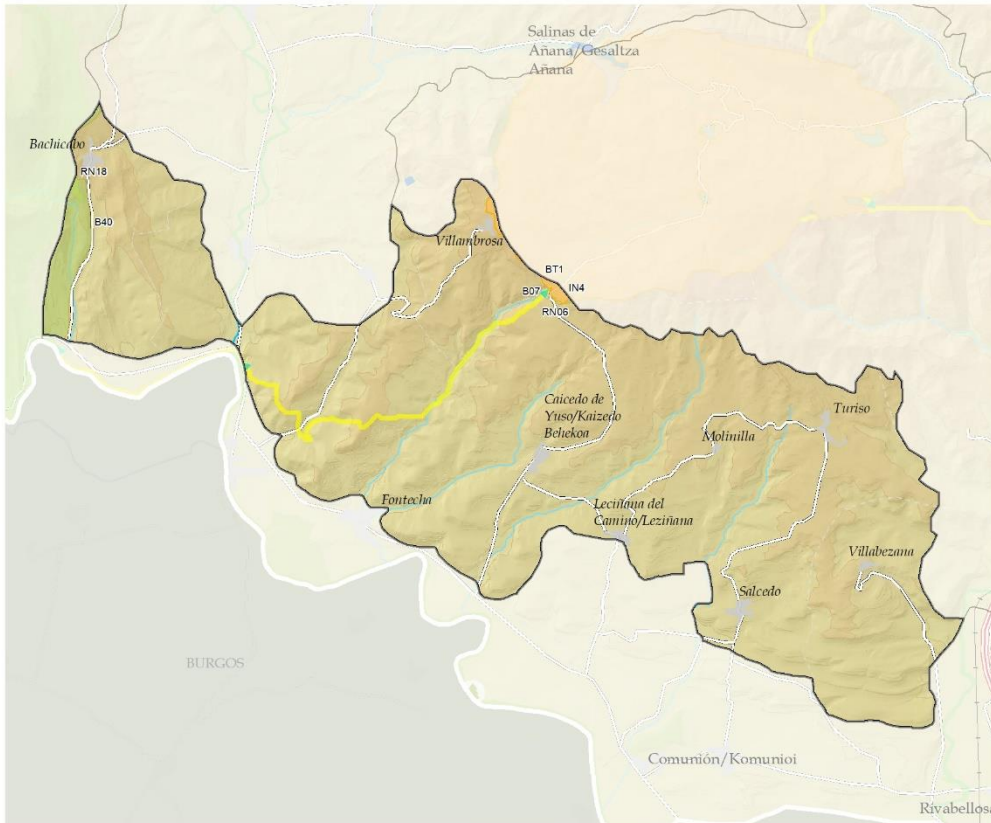 Salinas de
Añana/Gesaltza
Añana
Bachicabo
RN18
B40
Villambrosa
BT1
B07
IN4
RN06
Caicedo de
Yuso/Kaizedo
Behekoa
Turiso
Molinilla
Fontecha
Leciñana del
Camino/Leziñana
Villabezana
Salcedo
BURGOS
Comunión/Komunioi
Rivabellosa